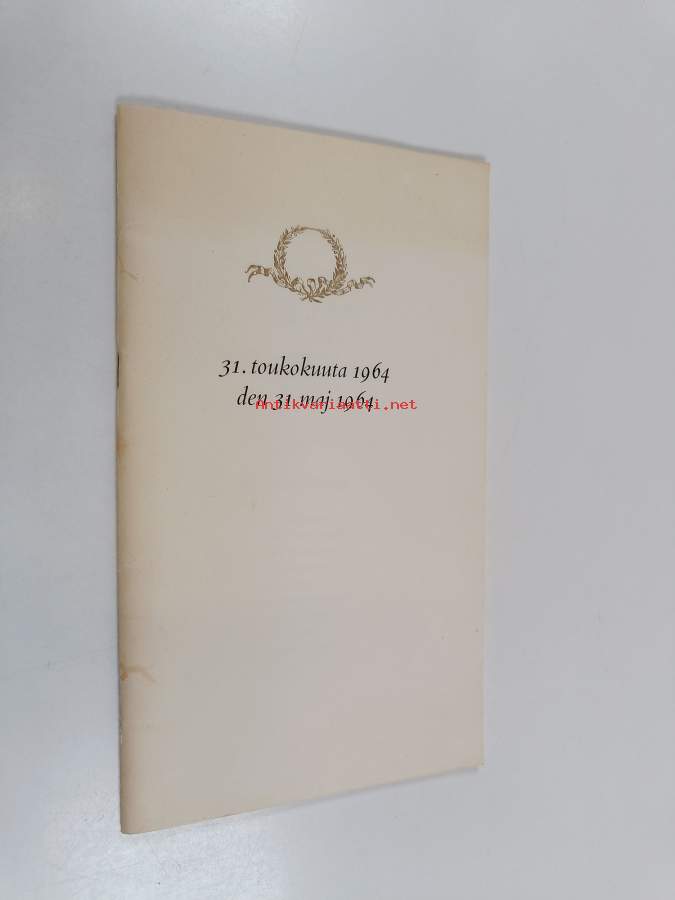 31. toukokuuta 1964
den 31 maj 1964
Antikvariaatti.net